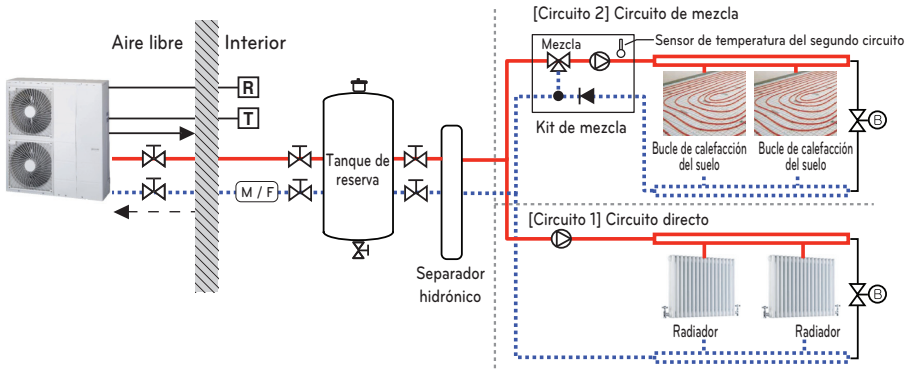 [Circuito 2] Circuito de mezcla
Aire libre
Interior
Mezcla
Sensor de temperatura del segundo circuito
R
T
Kit de mezcla
B
Bucle de calefacción
del suelo
Bucle de calefacción
del suelo
Tanque de
reserva
M / F
[Circuito 1] Circuito directo
Separador
hidrónico
B
Radiador
Radiador